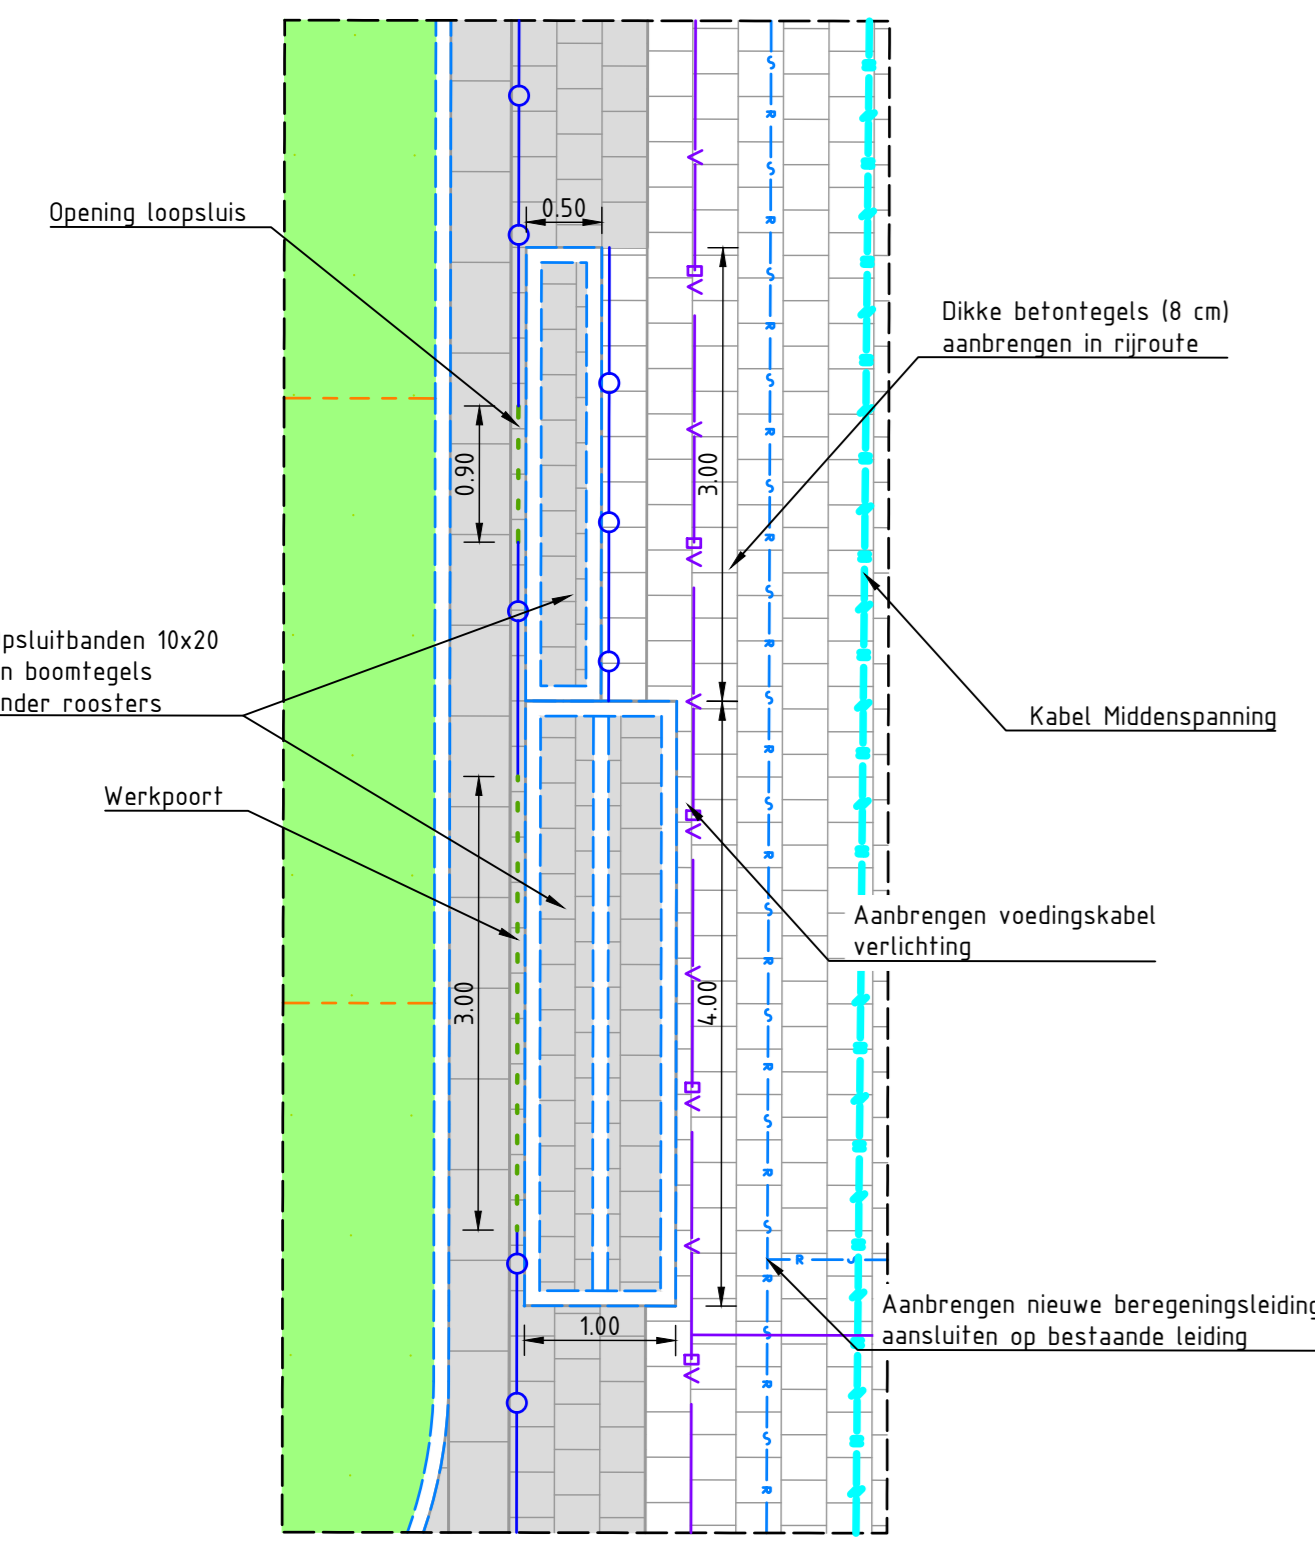 Opening loopsluis
0.50
Dikke betontegels (8 cm)
aanbrengen in rijroute
0.90
3.00
psluitbanden 10x20
n boomtegels
nder roosters
Kabel Middenspanning
Werkpoort
Aanbrengen voedingskabel
verlichting
3.00
4.00
Aanbrengen nieuwe beregeningsleiding
aansluiten op bestaande leiding
1.00